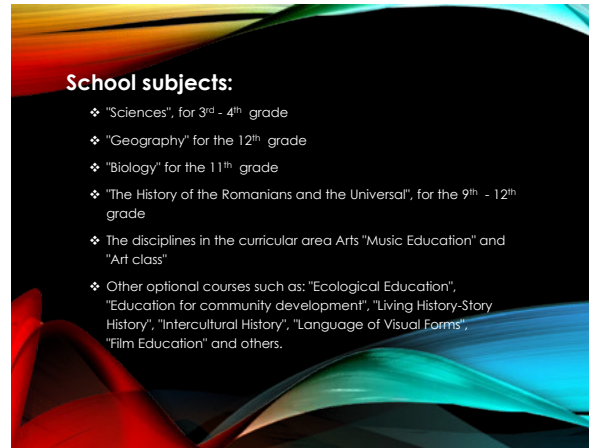 School subjects:
❖ "Sciences", for 3rd - 4th grade
❖ "Geography" for the 12th grade
❖ "Biology" for the 11th grade
❖ "The History of the Romanians and the Universal", for the 9th - 12th
grade
❖ The disciplines in the curricular area Arts "Music Education" and
"Art class"
❖ Other optional courses such as: "Ecological Education",
"Education for community development", "Living History-Story
History", "Intercultural History", "Language of Visual Forms",
"Film Education" and others.